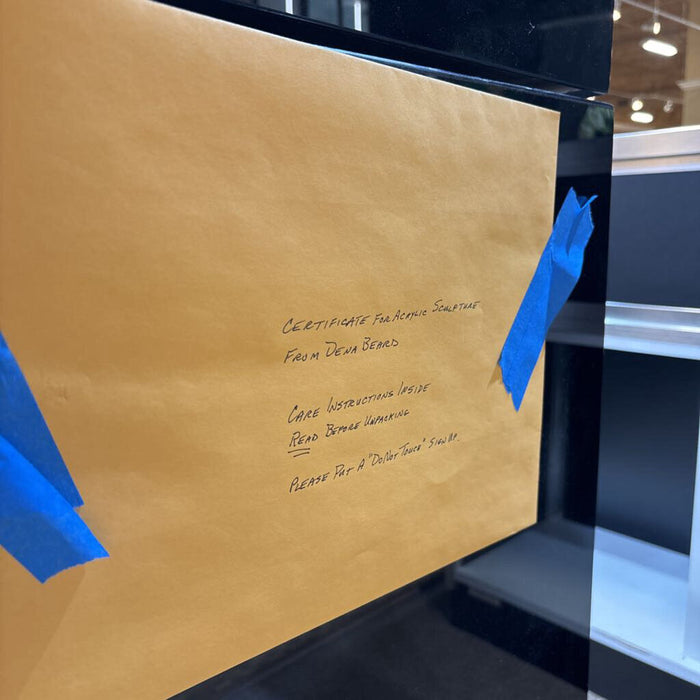 CERTIFICATE FOR ACRYLIC SCULPTURE
FROM DENA BEARD
CARE INSTRUCTIONS INSIDE
READ BEFORE UNPACKING
PLEASE PUT A "DO NOT TOUCH" SIGN UP.